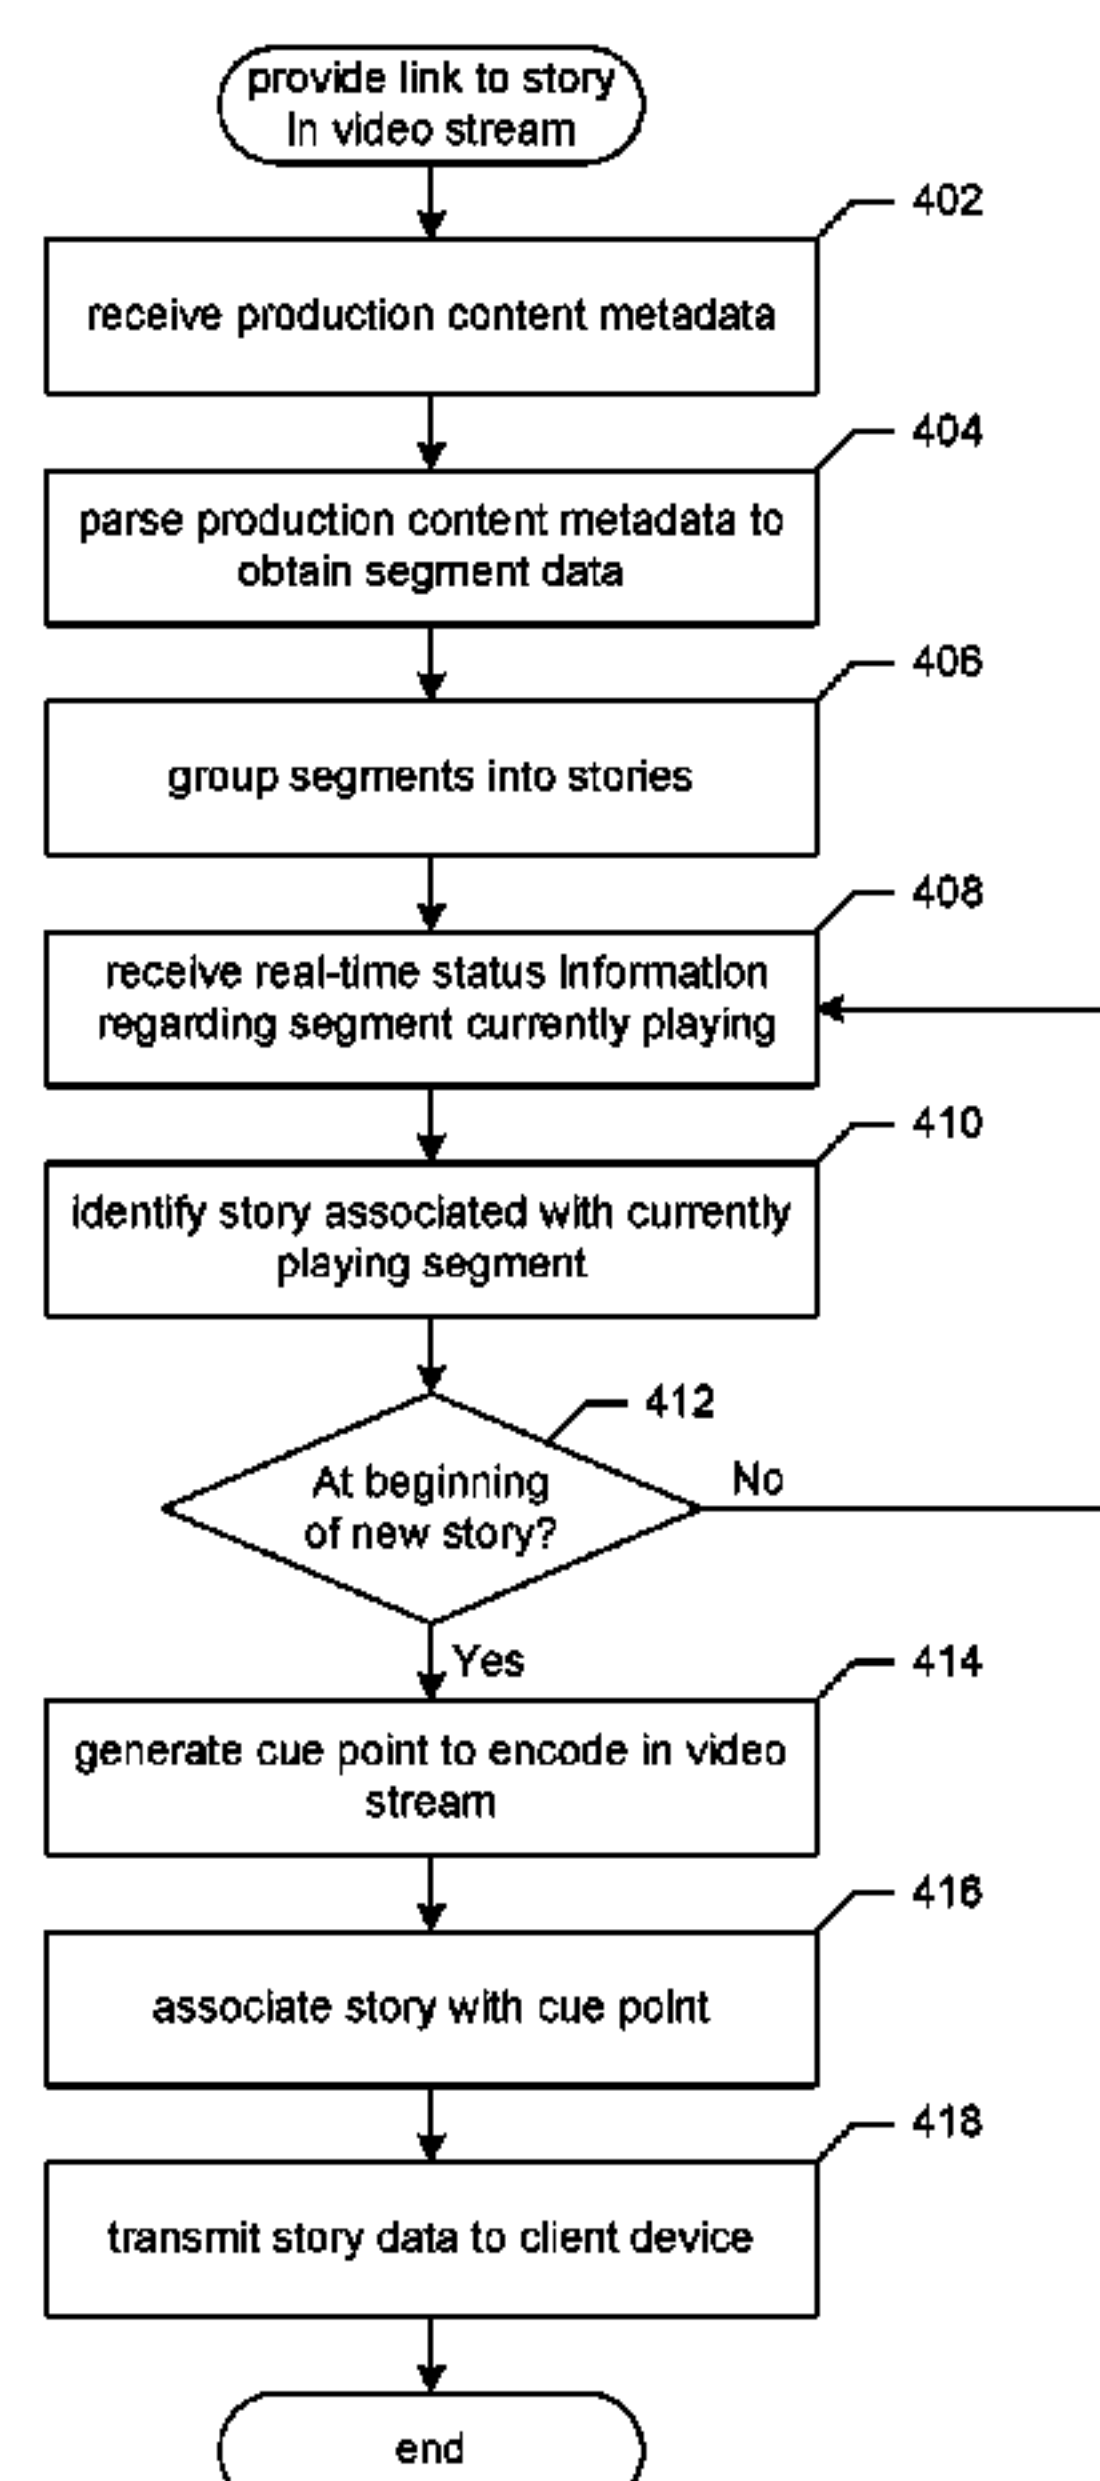 provide link to story
In video stream
402
receive production content metadata
404
parse production content metadata to
obtain segment data
406
group segments into stories
408
receive real-time status Information
regarding segment currently playing
410
identify story associated with currently
playing segment
412
At beginning
of new story?
No
Yes
414
generate cue point to encode in video
stream
416
associate story with cue point
418
transmit story data to client device
end